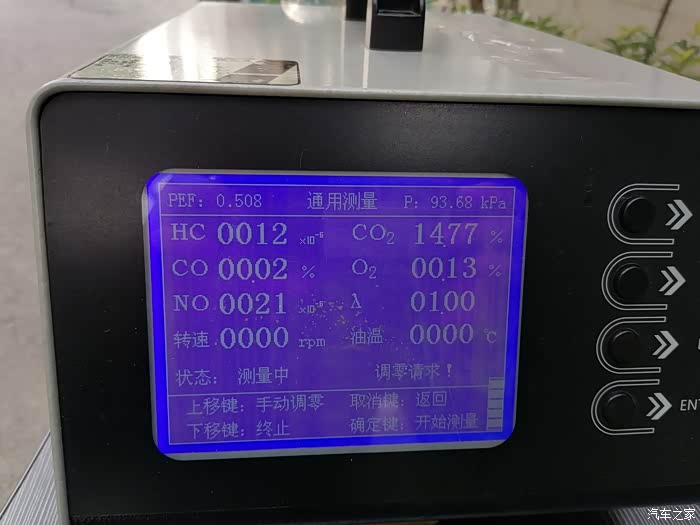 PEF: 0.508 通用测量 P: 93.68 kPa
HC 0012 ×10⁻⁶ CO₂ 1477 %
CO 0002 % O₂ 0013 %
NO 0021 ×10⁻⁶ λ 0100
转速 0000 rpm 油温 0000 ℃
状态: 测量中 调零请求!
上移键: 手动调零 取消键: 返回
下移键: 终止 确定键: 开始测量
ENT
汽车之家